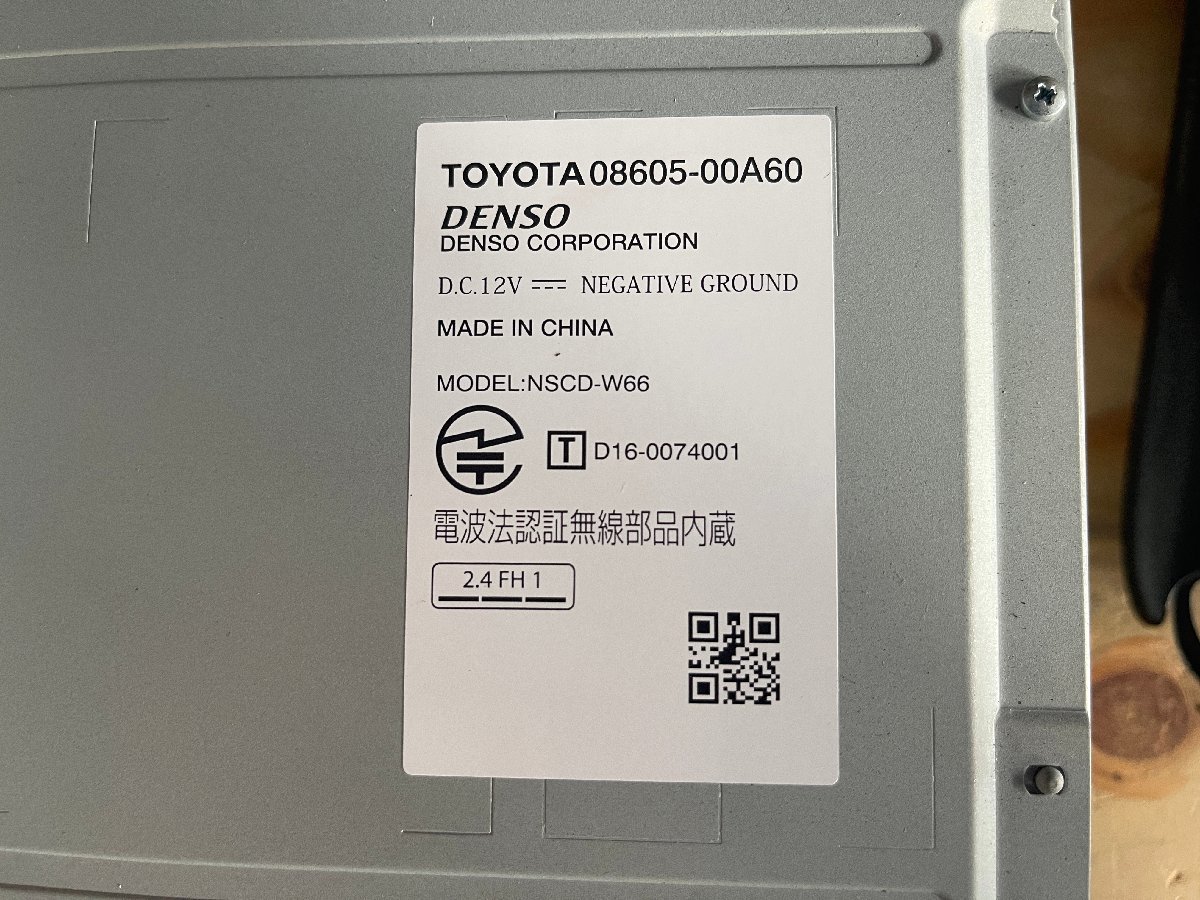 TOYOTA 08605-00A60
DENSO
DENSO CORPORATION
D.C.12V ⎓ NEGATIVE GROUND
MADE IN CHINA
MODEL:NSCD-W66
T D16-0074001
電波法認証無線部品内蔵
2.4 FH 1